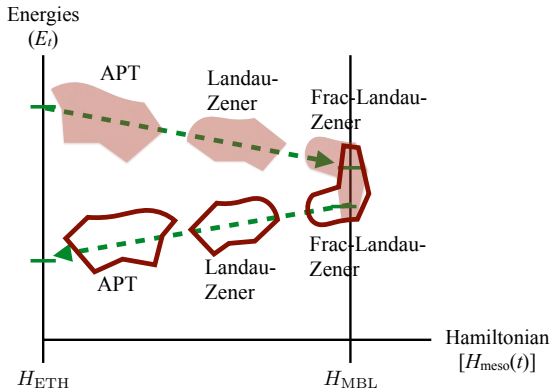 Energies
(E_t)
APT
Landau-
Zener
Frac-Landau-
Zener
APT
Landau-
Zener
Frac-Landau-
Zener
Hamiltonian
[H_meso(t)]
H_ETH
H_MBL